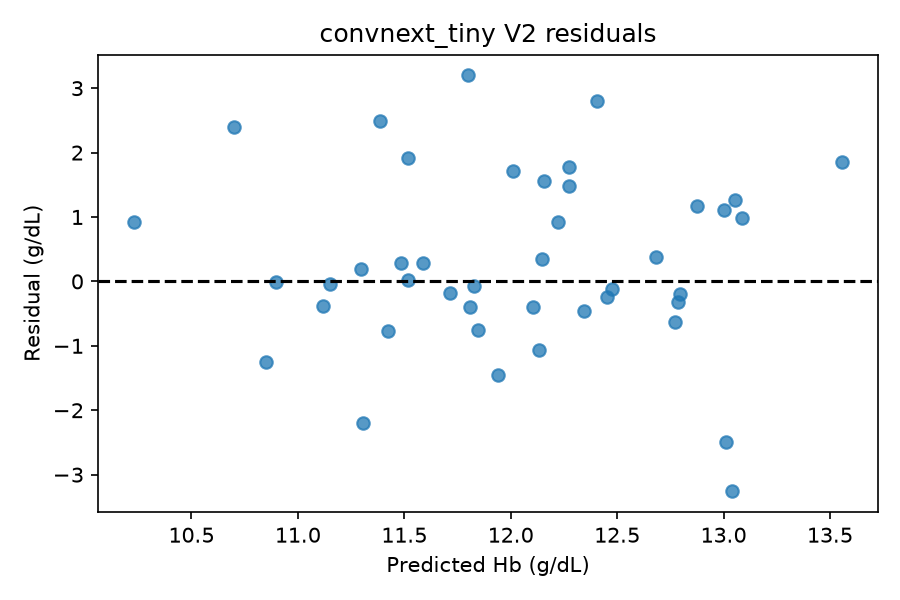 convnext_tiny V2 residuals
3
2
1
0
−1
−2
−3
Residual (g/dL)
10.5 11.0 11.5 12.0 12.5 13.0 13.5
Predicted Hb (g/dL)